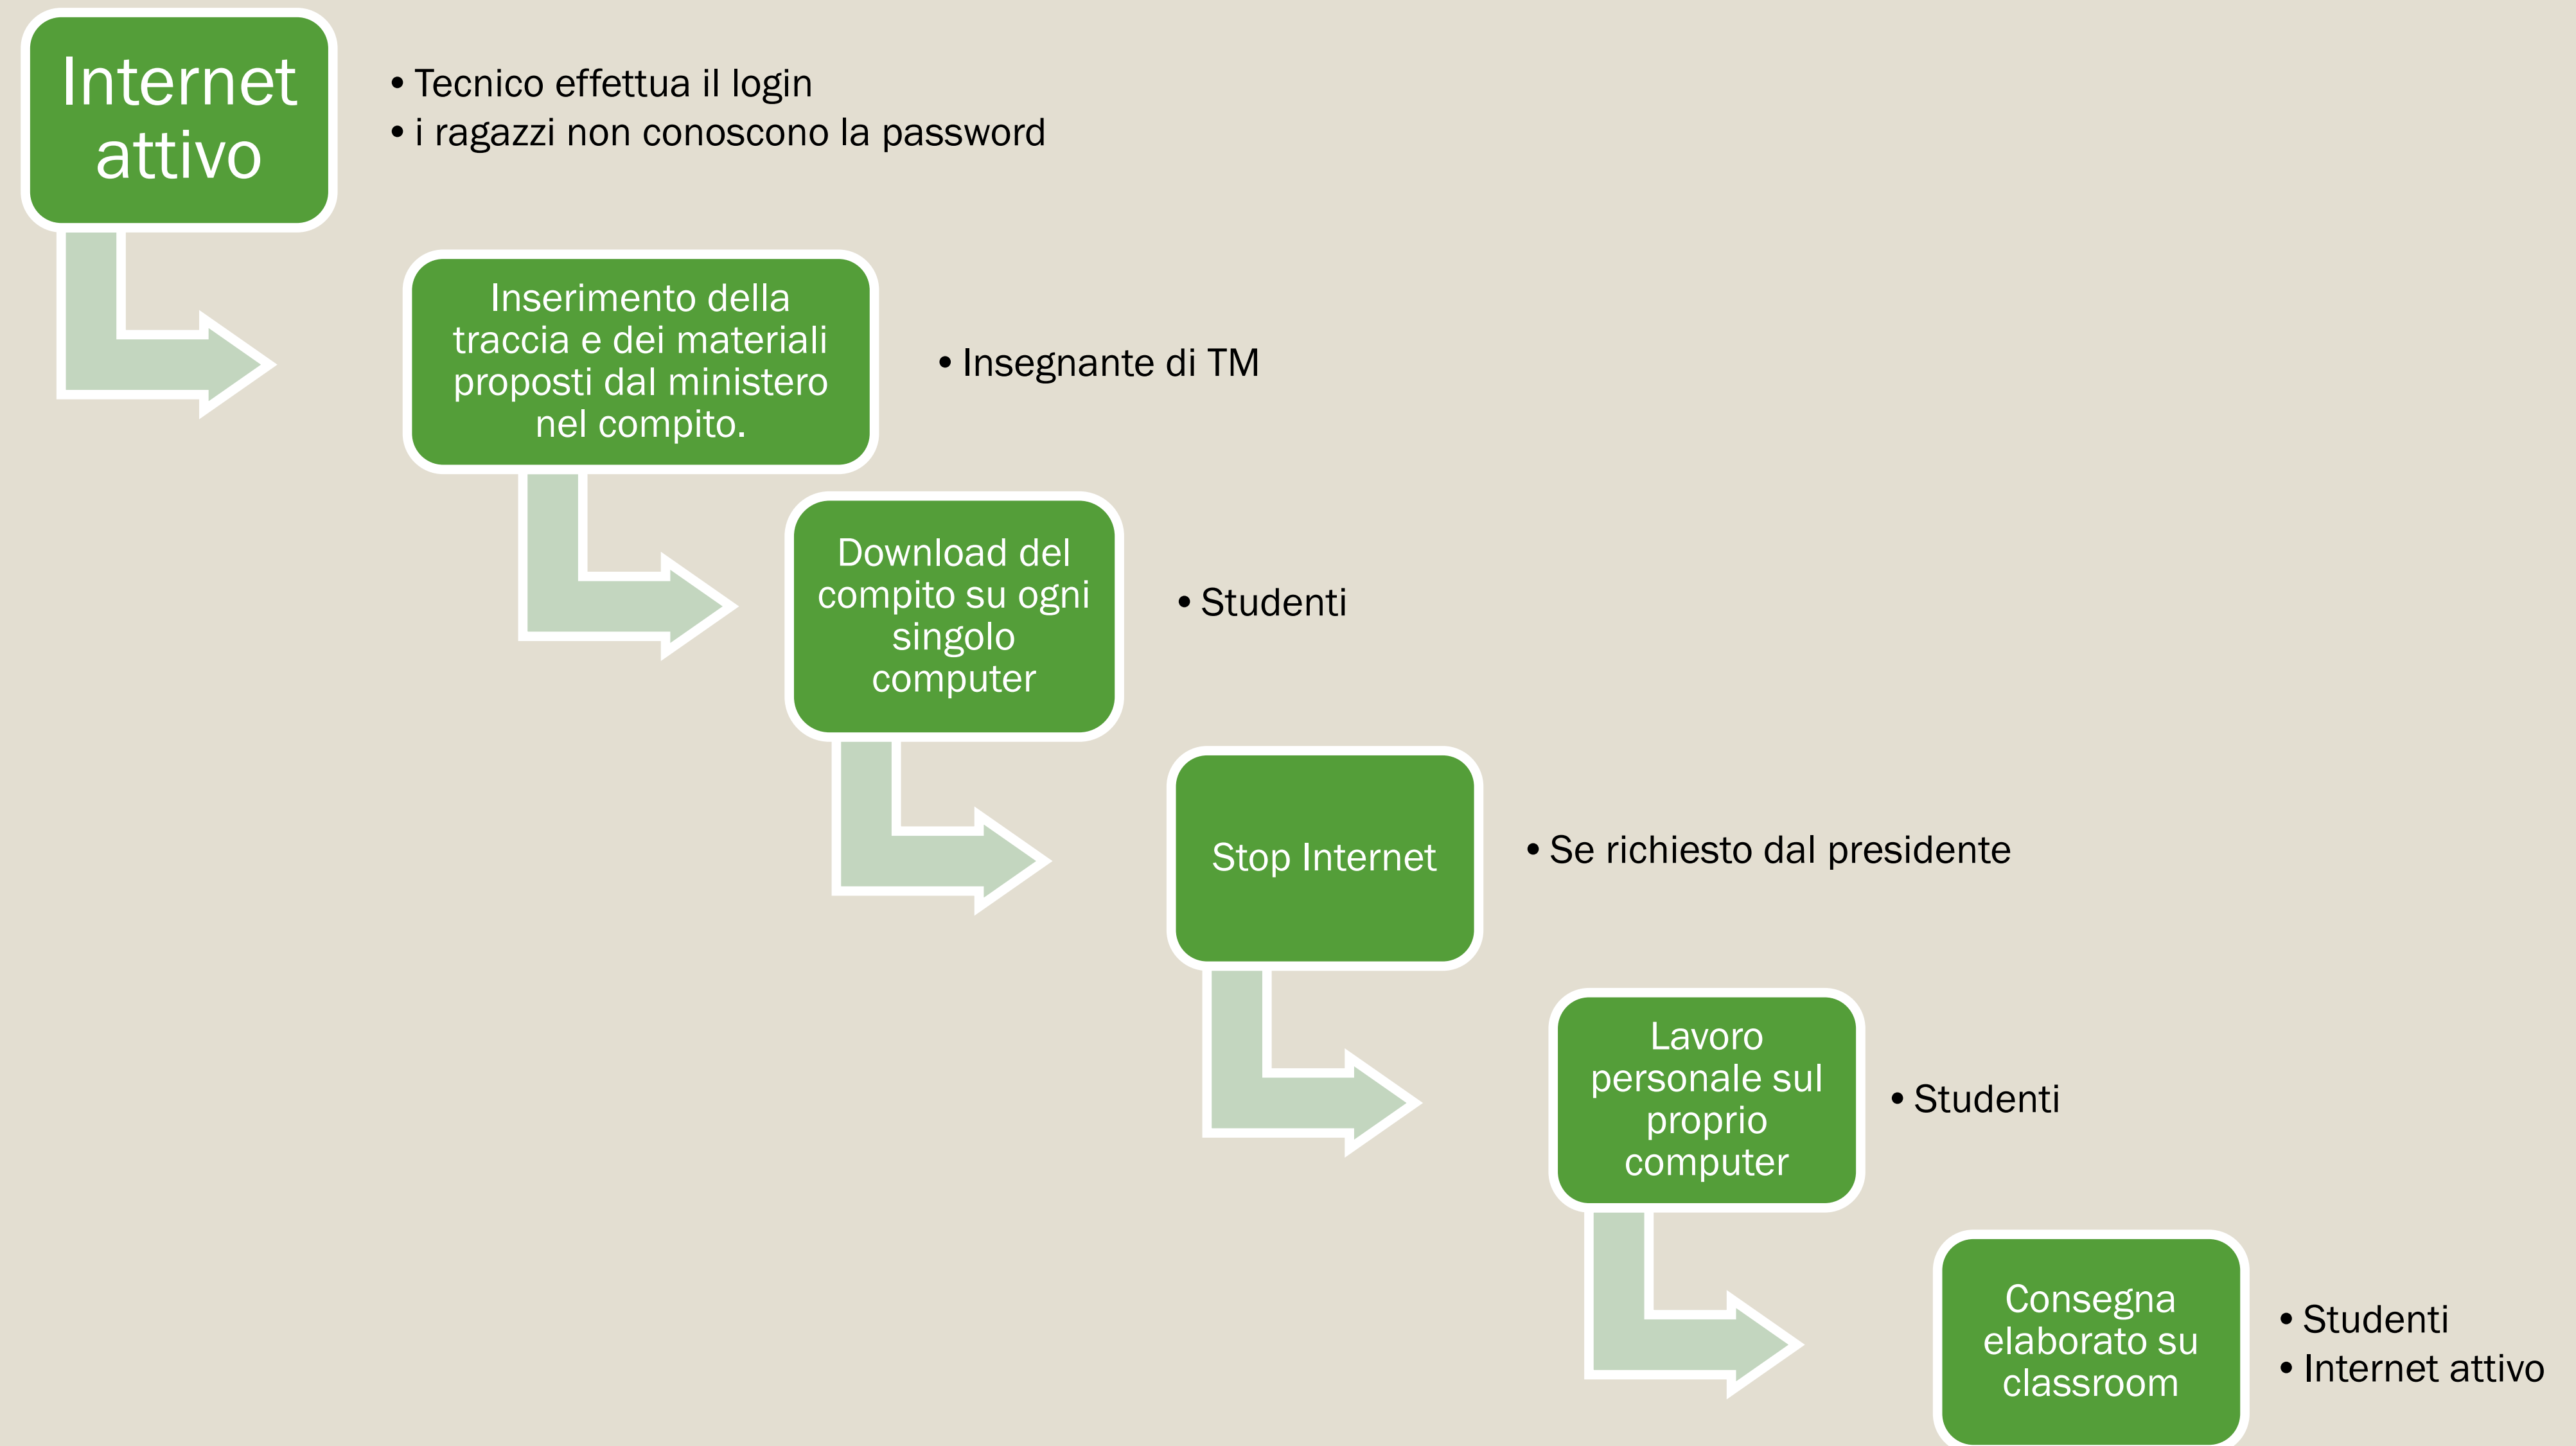 Internet
attivo
• Tecnico effettua il login
• i ragazzi non conoscono la password
Inserimento della
traccia e dei materiali
proposti dal ministero
nel compito.
• Insegnante di TM
Download del
compito su ogni
singolo
computer
• Studenti
Stop Internet
• Se richiesto dal presidente
Lavoro
personale sul
proprio
computer
• Studenti
Consegna
elaborato su
classroom
• Studenti
• Internet attivo